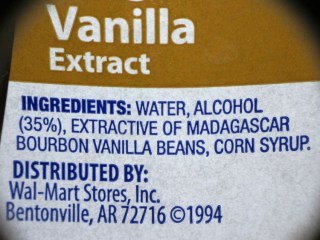 Vanilla
Extract
INGREDIENTS: WATER, ALCOHOL
(35%), EXTRACTIVE OF MADAGASCAR
BOURBON VANILLA BEANS, CORN SYRUP.
DISTRIBUTED BY:
Wal-Mart Stores, Inc.
Bentonville, AR 72716 ©1994